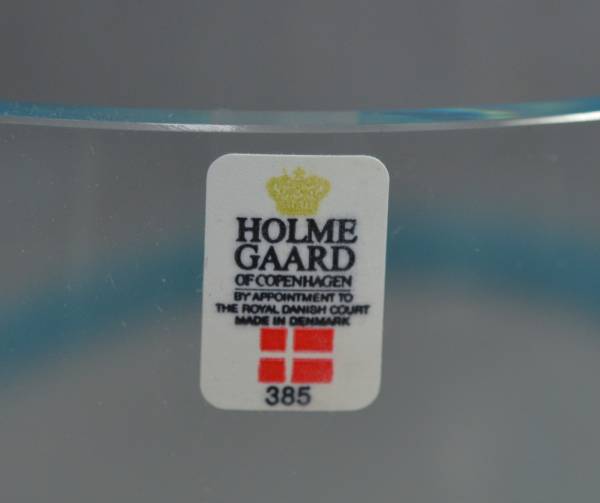 HOLME
GAARD
OF COPENHAGEN
BY APPOINTMENT TO
THE ROYAL DANISH COURT
MADE IN DENMARK
385